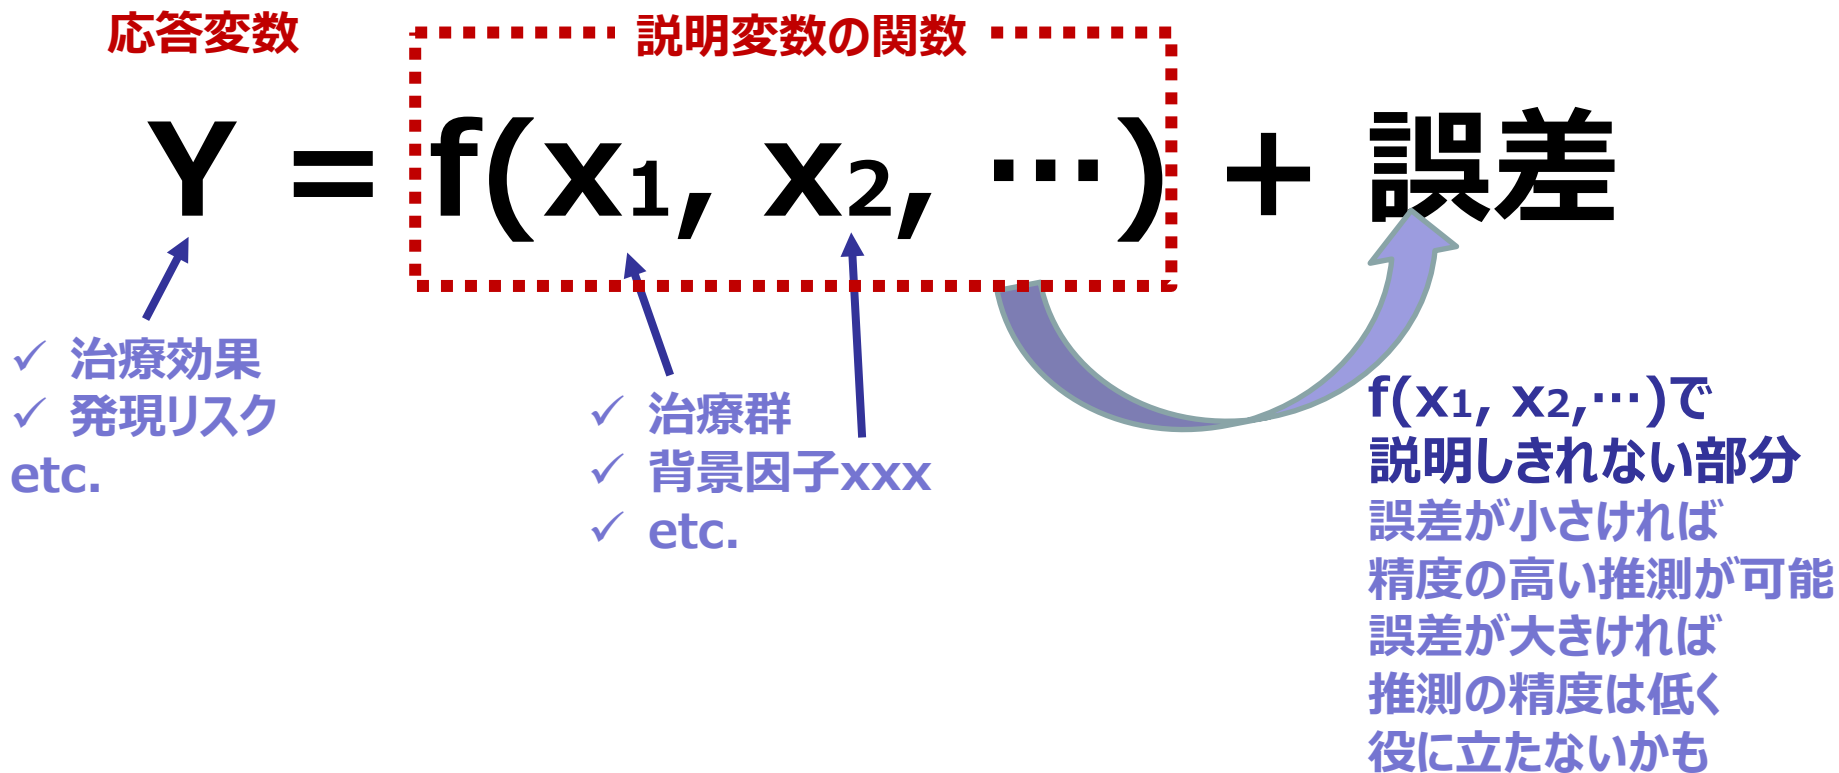 応答変数
説明変数の関数
Y = f(x1, x2, …) + 誤差
✓ 治療効果
✓ 発現リスク
etc.
✓ 治療群
✓ 背景因子xxx
✓ etc.
f(x1, x2,…)で
説明しきれない部分
誤差が小さければ
精度の高い推測が可能
誤差が大きければ
推測の精度は低く
役に立たないかも